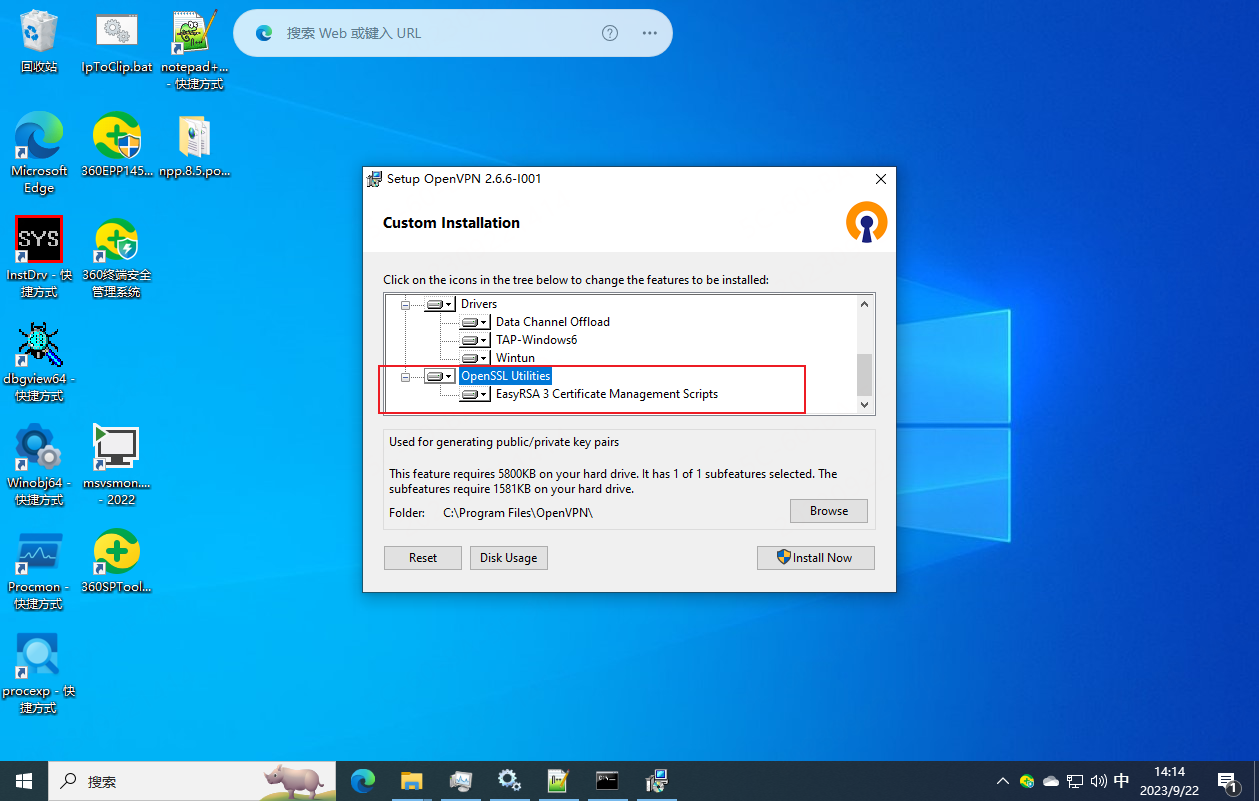 搜索 Web 或键入 URL
回收站
IpToClip.bat
notepad+...
- 快捷方式
Microsoft
Edge
360EPP145...
npp.8.5.po...
SYS
InstDrv - 快
捷方式
360终端安全
管理系统
dbgview64 -
快捷方式
Winobj64 -
快捷方式
msvsmon....
- 2022
Procmon -
快捷方式
360SPTool...
procexp - 快
捷方式
Setup OpenVPN 2.6.6-I001
Custom Installation
Click on the icons in the tree below to change the features to be installed:
Drivers
Data Channel Offload
TAP-Windows6
Wintun
OpenSSL Utilities
EasyRSA 3 Certificate Management Scripts
Used for generating public/private key pairs
This feature requires 5800KB on your hard drive. It has 1 of 1 subfeatures selected. The
subfeatures require 1581KB on your hard drive.
Folder: C:\Program Files\OpenVPN\
Browse
Reset
Disk Usage
Install Now
搜索
中
14:14
2023/9/22
1